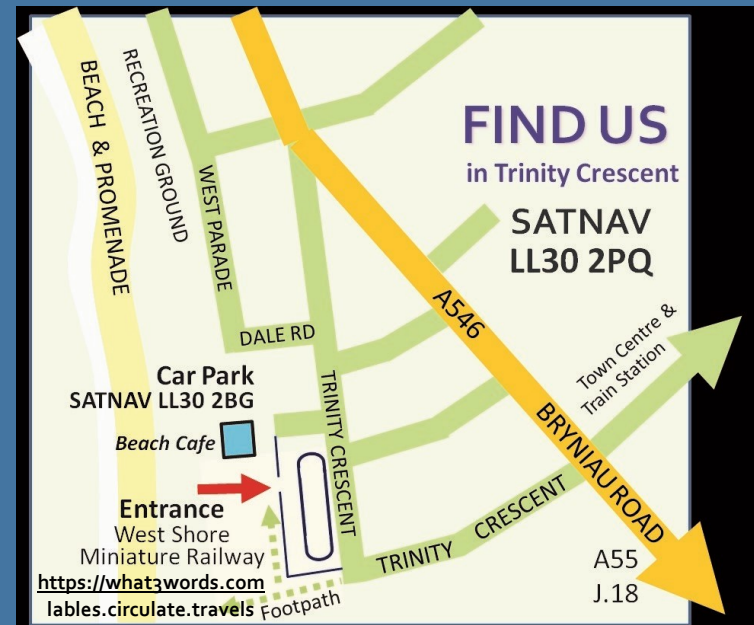 BEACH & PROMENADE
RECREATION GROUND
WEST PARADE
FIND US
in Trinity Crescent
SATNAV
LL30 2PQ
A546
DALE RD
Town Centre &
Train Station
Car Park
SATNAV LL30 2BG
TRINITY CRESCENT
Beach Cafe
BRYNIAU ROAD
Entrance
West Shore
Miniature Railway
TRINITY CRESCENT
A55
J.18
https://what3words.com
lables.circulate.travels
Footpath